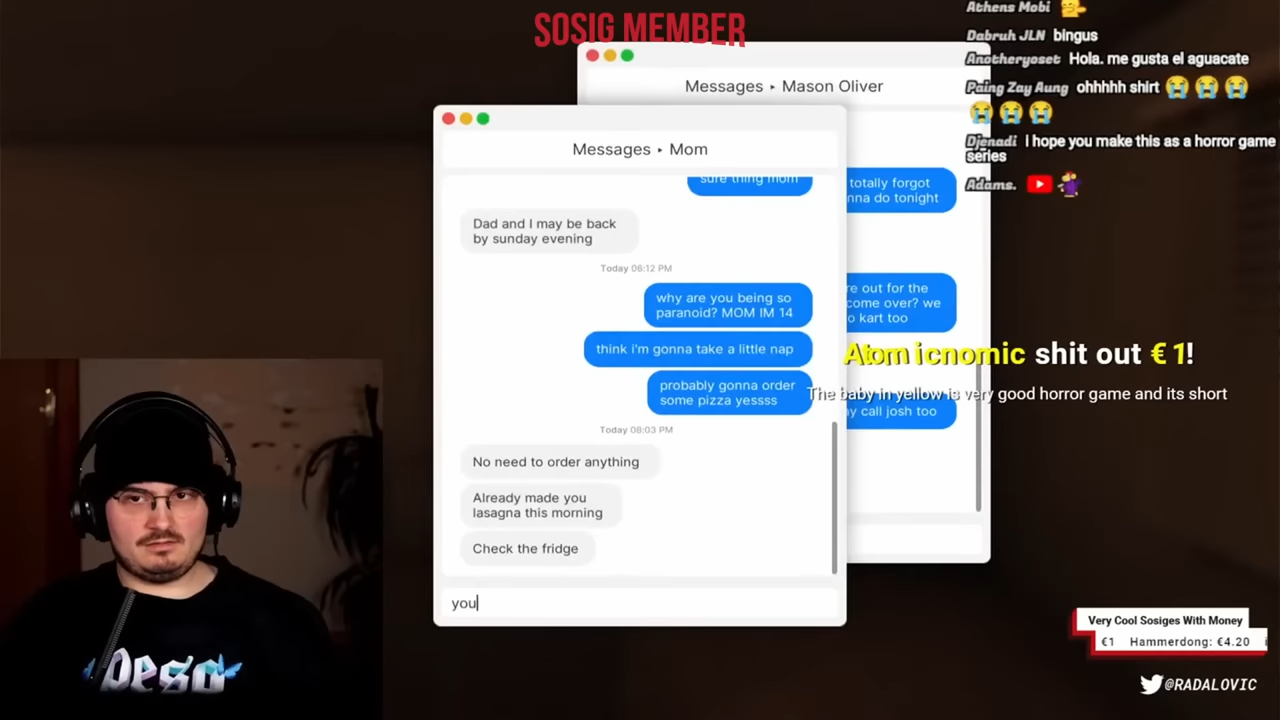 SOSIG MEMBER
Messages ▸ Mason Oliver
totally forgot
nna do tonight
re out for the
come over? we
o kart too
y call josh too
Messages ▸ Mom
sure thing mom
Dad and I may be back
by sunday evening
Today 06:12 PM
why are you being so
paranoid? MOM IM 14
think i'm gonna take a little nap
probably gonna order
some pizza yessss
Today 08:03 PM
No need to order anything
Already made you
lasagna this morning
Check the fridge
you
Athens Mobi
Dabruh JLN bingus
Anotheryoset Hola. me gusta el aguacate
Paing Zay Aung ohhhhh shirt
Djenadi I hope you make this as a horror game
series
Adams.
Atomicnomic shit out €1!
The baby in yellow is very good horror game and its short
Very Cool Sosiges With Money
€1 Hammerdong: €4.20
@RADALOVIC